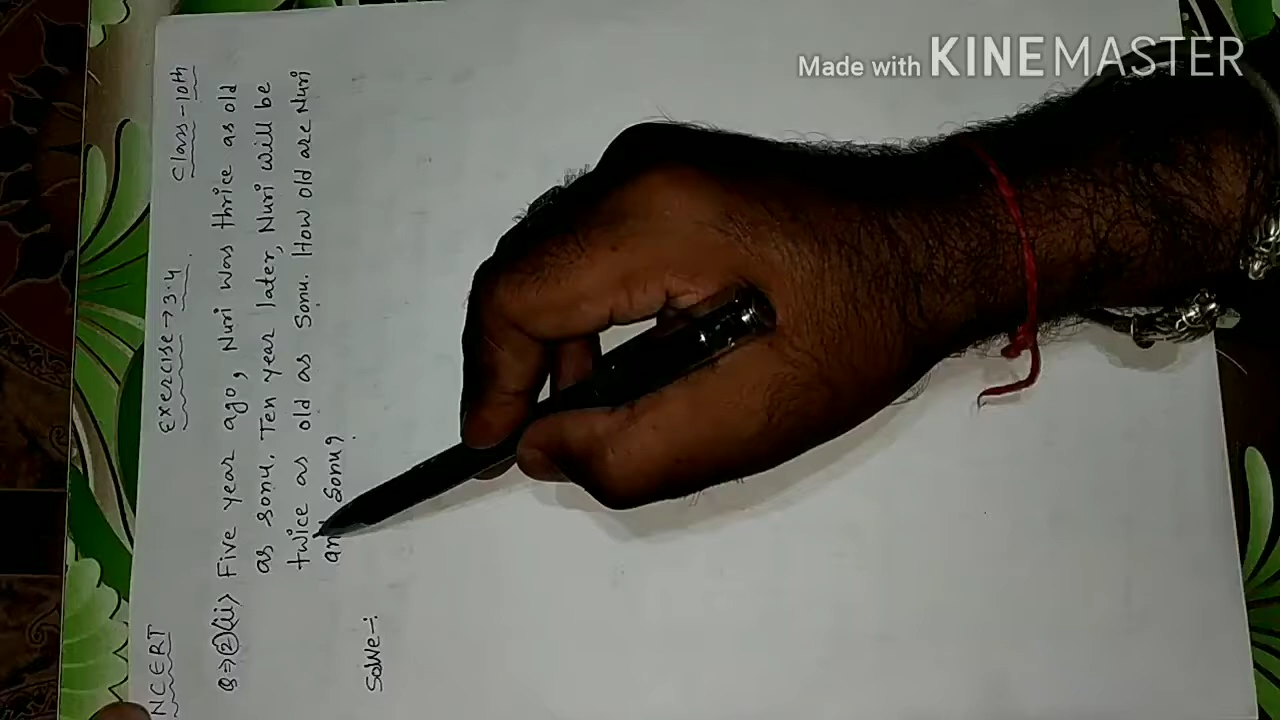 Made with KINEMASTER
NCERT Exercise→3.4. Class-10th
Q⇒②(ii)> Five year ago, Nuri was thrice as old
as sonu. Ten year later, Nuri will be
twice as old as Sonu. How old are Nuri
and Sonu?
Solve-: